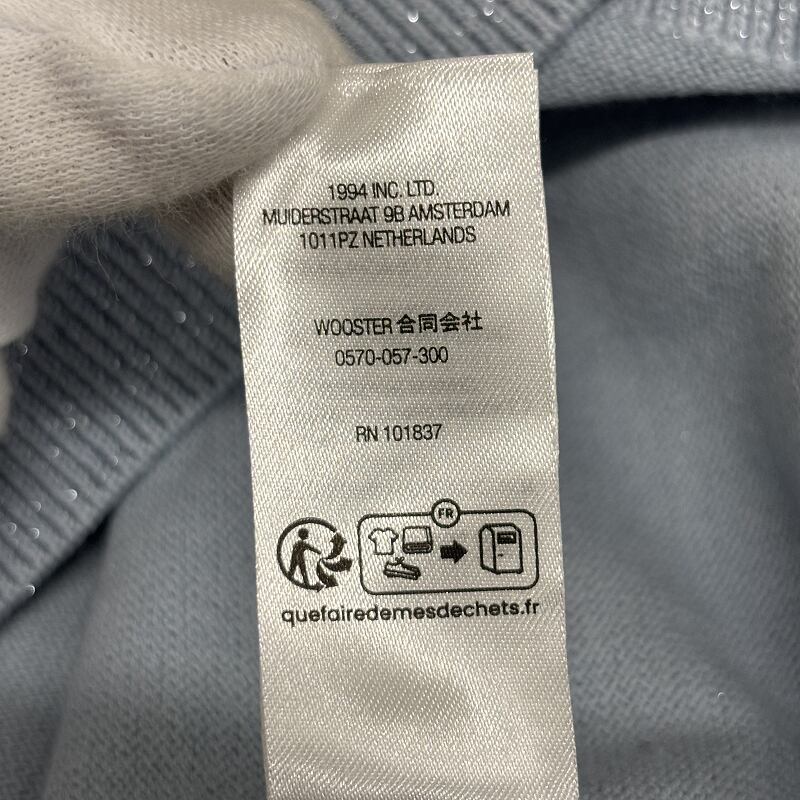 1994 INC. LTD.
MUIDERSTRAAT 9B AMSTERDAM
1011PZ NETHERLANDS
WOOSTER 合同会社
0570-057-300
RN 101837
FR
quefairedemesdechets.fr